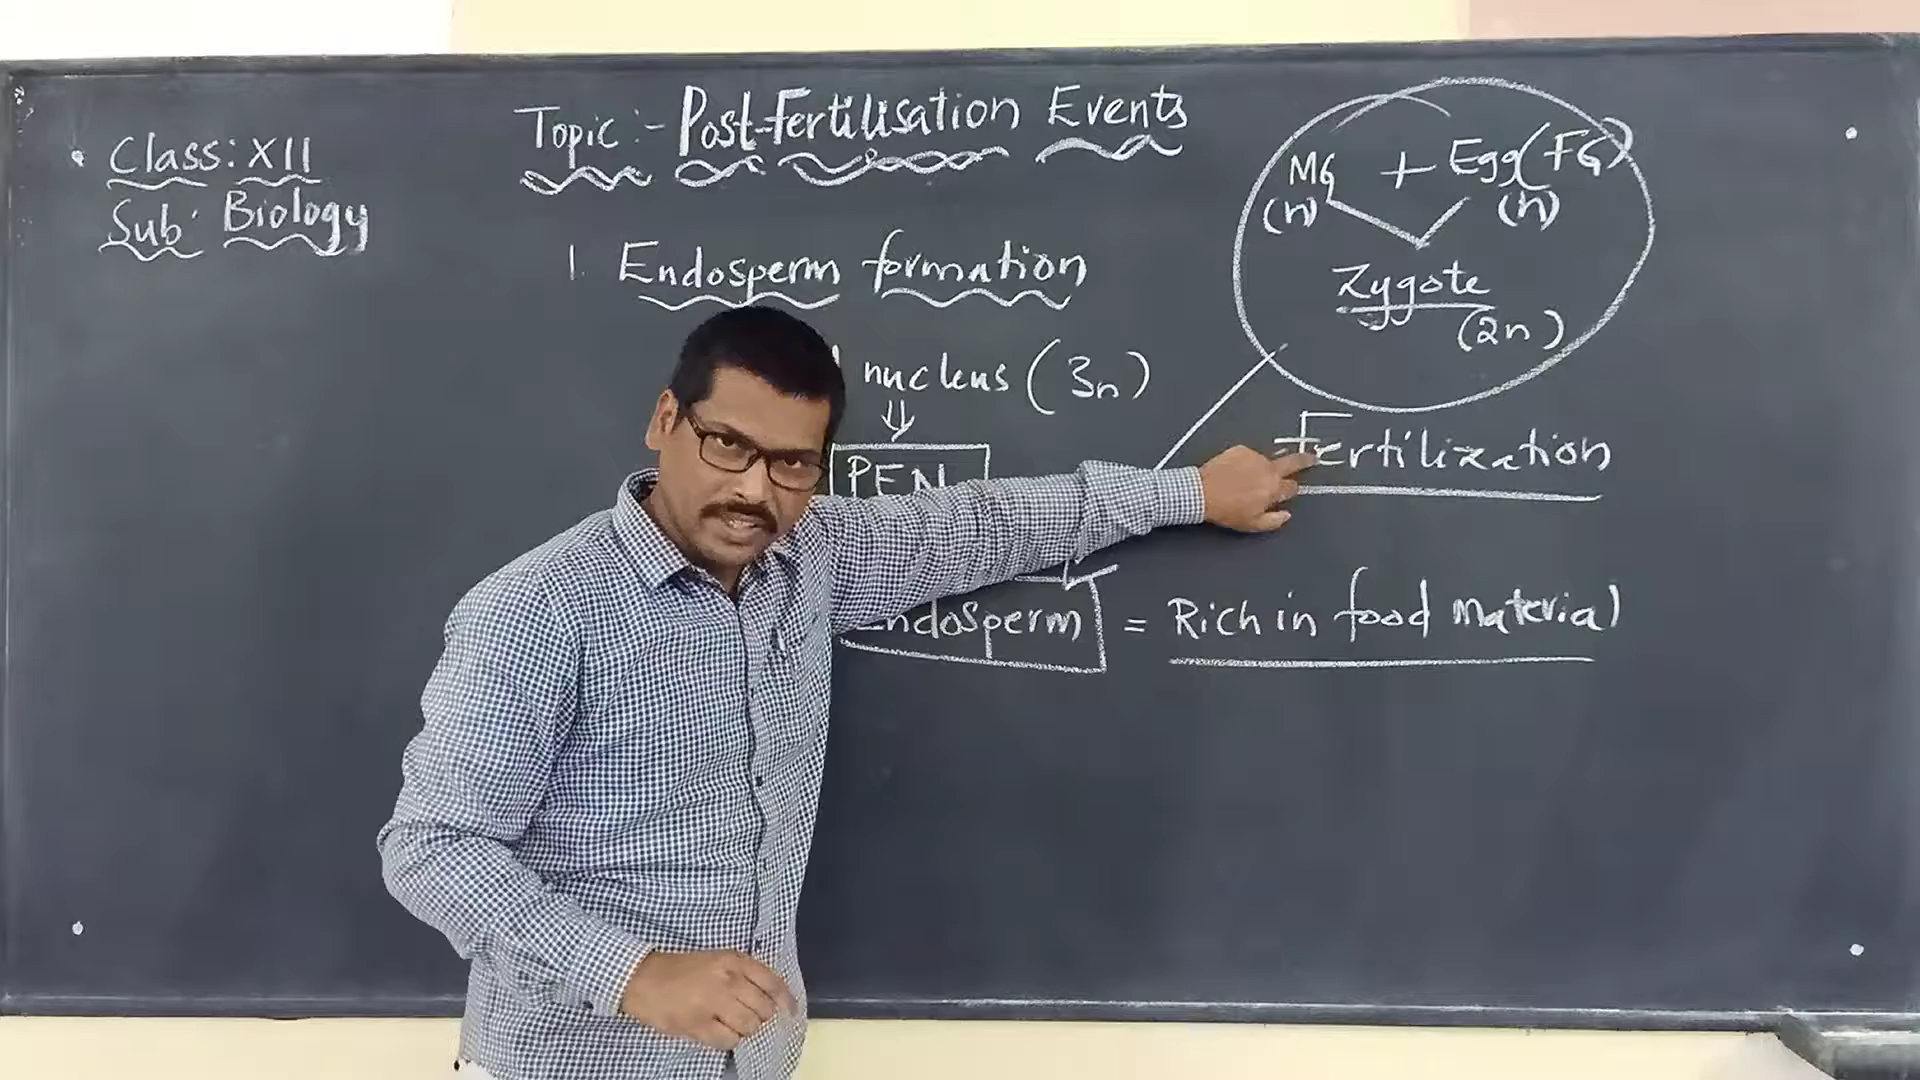 Class: XII
Sub: Biology
Topic:- Post-Fertilisation Events
1. Endosperm formation
nucleus (3n)
⇓
PEN
Endosperm = Rich in food material
MG + Egg (FG)
(n) (n)
Zygote
(2n)
Fertilization